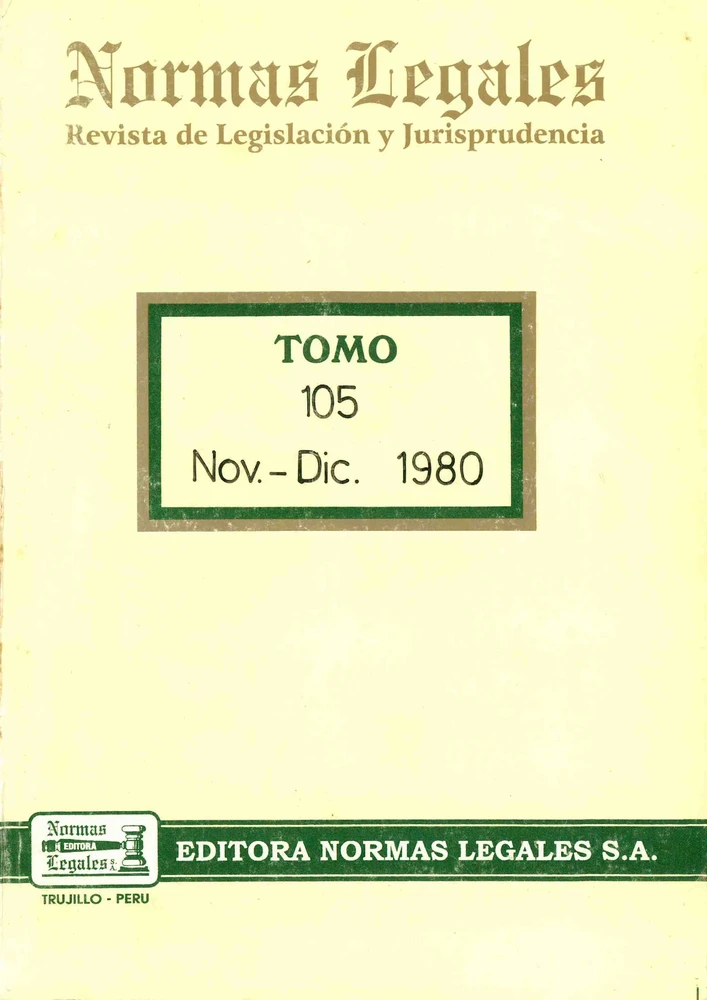 Normas Legales
Revista de Legislación y Jurisprudencia
TOMO
105
Nov. - Dic. 1980
Normas
EDITORA
Legales S.A.
EDITORA NORMAS LEGALES S.A.
TRUJILLO - PERU